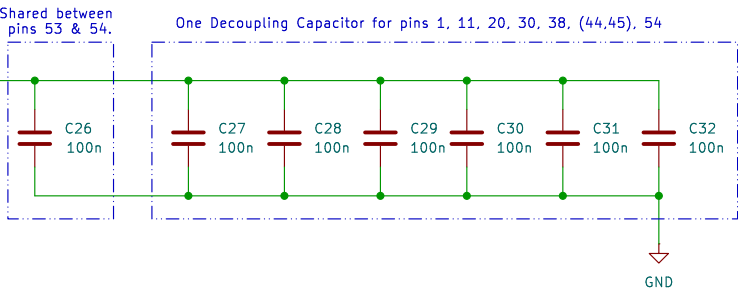 Shared between
pins 53 & 54.
One Decoupling Capacitor for pins 1, 11, 20, 30, 38, (44,45), 54
C26
100n
C27
100n
C28
100n
C29
100n
C30
100n
C31
100n
C32
100n
GND